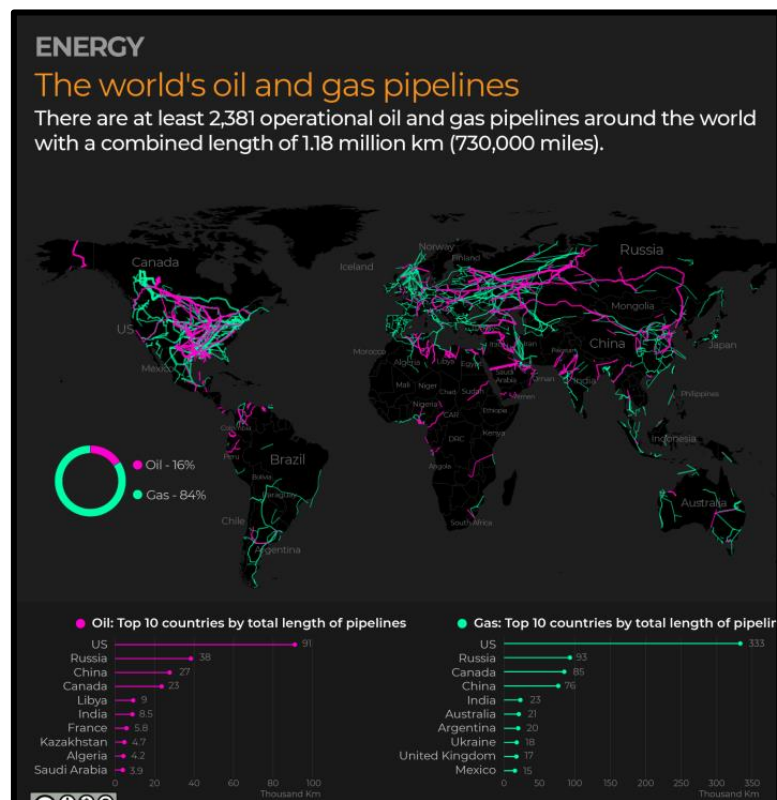 ENERGY
The world's oil and gas pipelines
There are at least 2,381 operational oil and gas pipelines around the world
with a combined length of 1.18 million km (730,000 miles).
Norway
Finland
Russia
Iceland
Canada
Mongolia
US
China
Japan
Morocco
Algeria
Libya
Egypt
Iran
Pakistan
India
Mexico
Saudi
Arabia
Oman
Yemen
Mali
Niger
Chad
Sudan
Philippines
Nigeria
CAR
Ethiopia
Colombia
DRC
Kenya
Indonesia
Oil - 16%
Gas - 84%
Peru
Brazil
Angola
Bolivia
Paraguay
Australia
Chile
South Africa
Argentina
Oil: Top 10 countries by total length of pipelines
US 91
Russia 38
China 27
Canada 23
Libya 9
India 8.5
France 5.8
Kazakhstan 4.7
Algeria 4.2
Saudi Arabia 3.9
0 20 40 60 80 100
Thousand Km
Gas: Top 10 countries by total length of pipelin
US 333
Russia 93
Canada 85
China 76
India 23
Australia 21
Argentina 20
Ukraine 18
United Kingdom 17
Mexico 15
0 50 100 150 200 250 300 350
Thousand Km